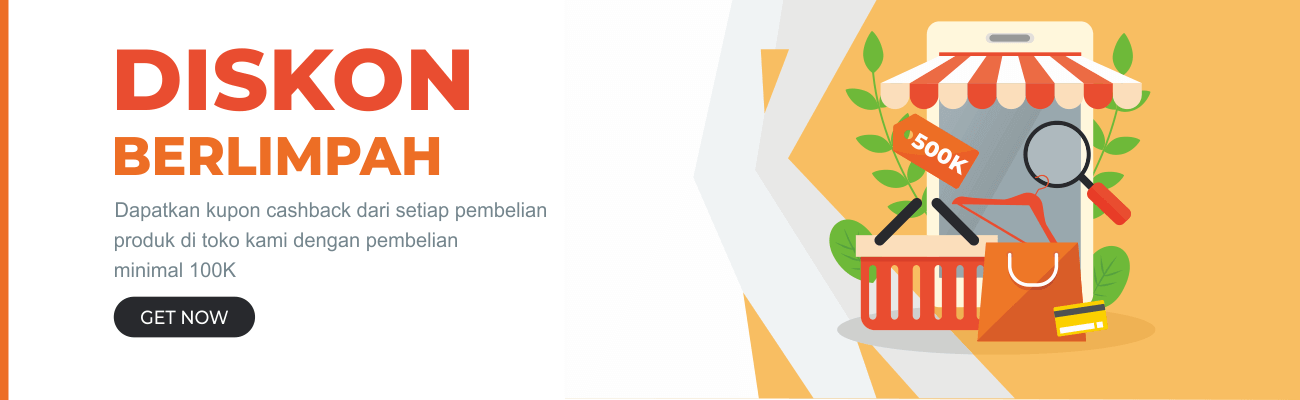 DISKON
BERLIMPAH
Dapatkan kupon cashback dari setiap pembelian
produk di toko kami dengan pembelian
minimal 100K
GET NOW
500K